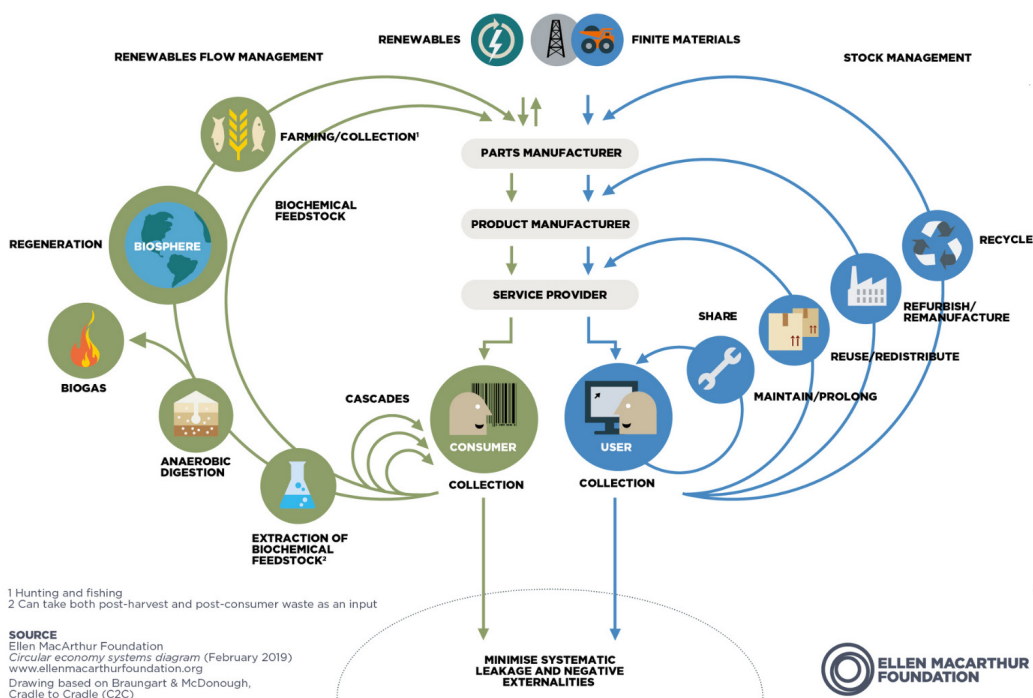 RENEWABLES
FINITE MATERIALS
RENEWABLES FLOW MANAGEMENT
STOCK MANAGEMENT
FARMING/COLLECTION¹
PARTS MANUFACTURER
BIOCHEMICAL
FEEDSTOCK
PRODUCT MANUFACTURER
REGENERATION
BIOSPHERE
RECYCLE
SERVICE PROVIDER
REFURBISH/
REMANUFACTURE
SHARE
REUSE/REDISTRIBUTE
BIOGAS
MAINTAIN/PROLONG
CASCADES
CONSUMER
USER
ANAEROBIC
DIGESTION
COLLECTION
COLLECTION
EXTRACTION OF
BIOCHEMICAL
FEEDSTOCK²
1 Hunting and fishing
2 Can take both post-harvest and post-consumer waste as an input
SOURCE
Ellen MacArthur Foundation
Circular economy systems diagram (February 2019)
www.ellenmacarthurfoundation.org
Drawing based on Braungart & McDonough,
Cradle to Cradle (C2C)
MINIMISE SYSTEMATIC
LEAKAGE AND NEGATIVE
EXTERNALITIES
ELLEN MACARTHUR
FOUNDATION